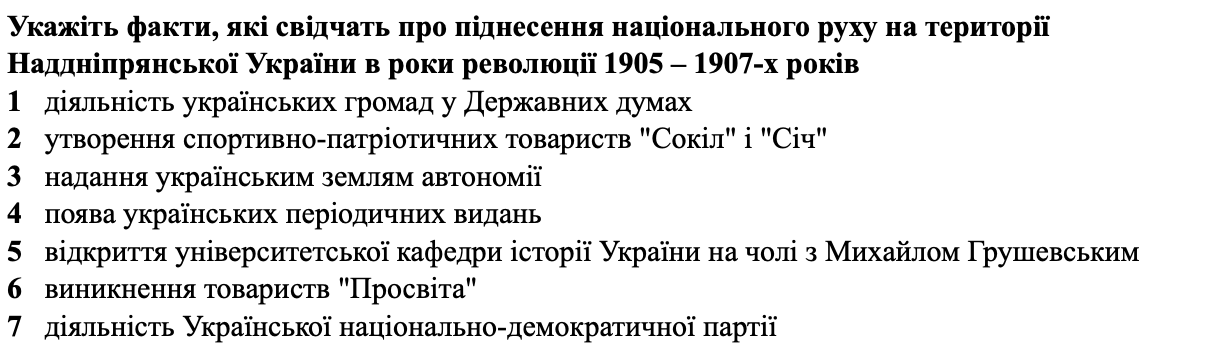 Укажіть факти, які свідчать про піднесення національного руху на території
Наддніпрянської України в роки революції 1905 – 1907-х років
1 діяльність українських громад у Державних думах
2 утворення спортивно-патріотичних товариств "Сокіл" і "Січ"
3 надання українським землям автономії
4 поява українських періодичних видань
5 відкриття університетської кафедри історії України на чолі з Михайлом Грушевським
6 виникнення товариств "Просвіта"
7 діяльність Української національно-демократичної партії